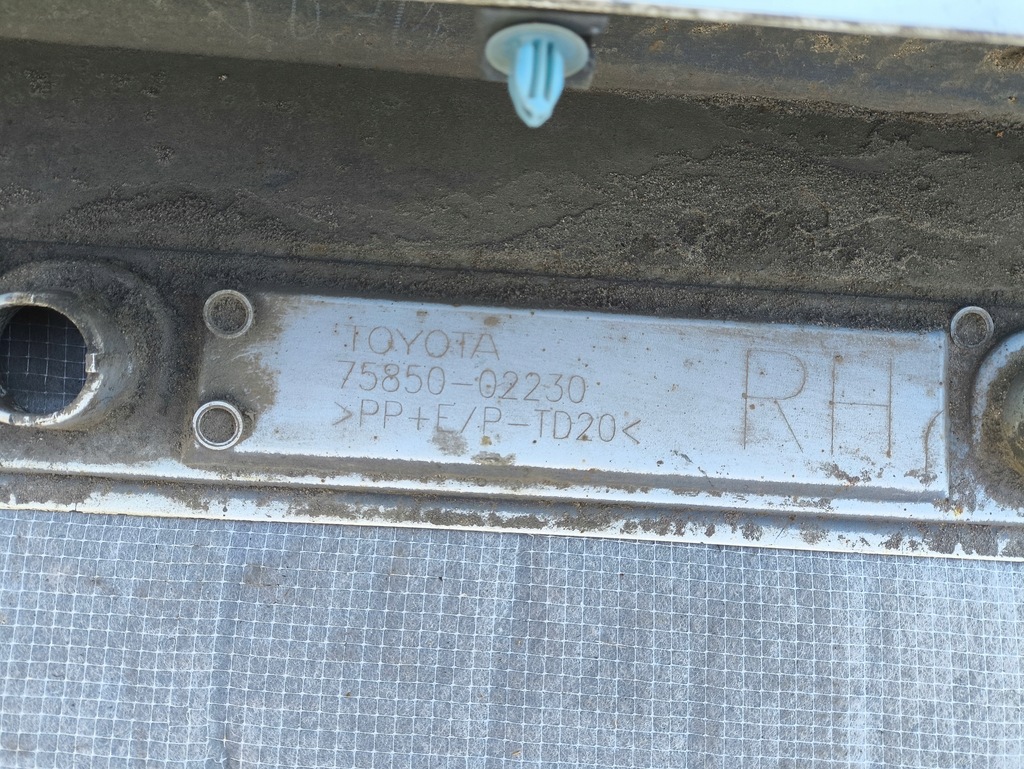 TOYOTA
75850-02230
>PP+E/P-TD20<
RH